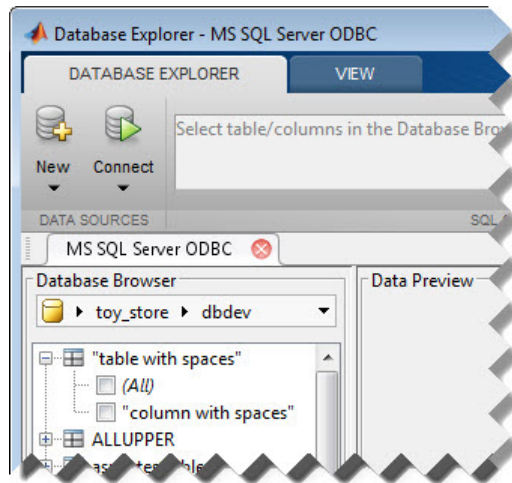 Database Explorer - MS SQL Server ODBC
DATABASE EXPLORER
VIEW
Select table/columns in the Database
New
Connect
DATA SOURCES
SQL
MS SQL Server ODBC
Database Browser
toy_store
dbdev
"table with spaces"
(All)
"column with spaces"
ALLUPPER
Data Preview